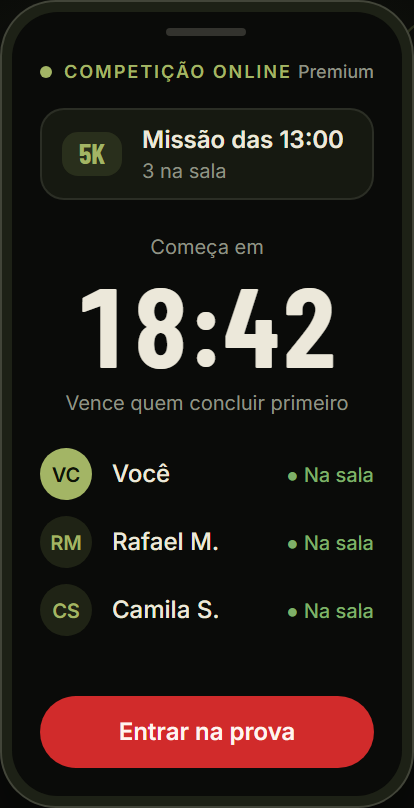 COMPETIÇÃO ONLINE Premium
5K
Missão das 13:00
3 na sala
Começa em
18:42
Vence quem concluir primeiro
VC Você • Na sala
RM Rafael M. • Na sala
CS Camila S. • Na sala
Entrar na prova